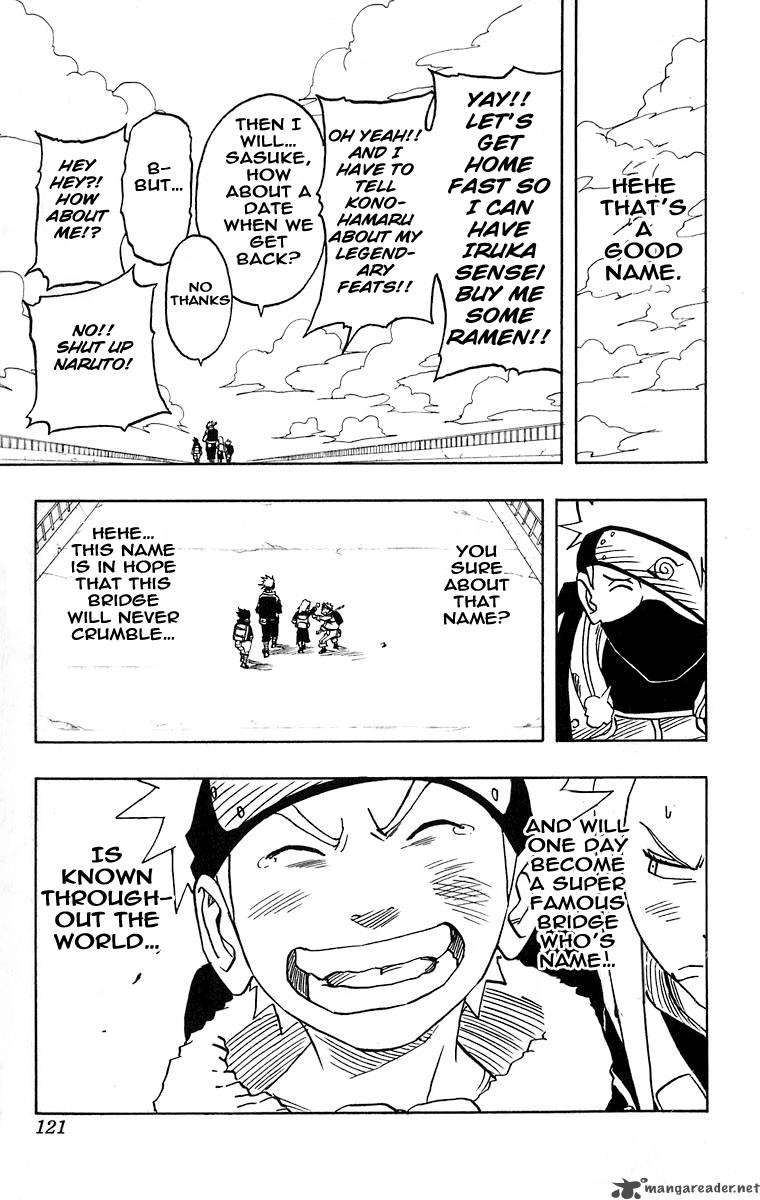 HEHE
THAT'S
A
GOOD
NAME.
YAY!!
LET'S
GET
HOME
FAST SO
I CAN
HAVE
IRUKA
SENSEI
BUY ME
SOME
RAMEN!!
OH YEAH!!
AND I
HAVE TO
TELL
KONO-
HAMARU
ABOUT MY
LEGEND-
ARY
FEATS!!
THEN I
WILL...
SASUKE,
HOW
ABOUT A
DATE
WHEN WE
GET
BACK?
NO
THANKS
B-
BUT...
HEY
HEY?!
HOW
ABOUT
ME!?
NO!!
SHUT UP
NARUTO!
YOU
SURE
ABOUT
THAT
NAME?
HEHE...
THIS NAME
IS IN HOPE
THAT THIS
BRIDGE
WILL NEVER
CRUMBLE...
AND WILL
ONE DAY
BECOME
A SUPER
FAMOUS
BRIDGE
WHO'S
NAME...
IS
KNOWN
THROUGH-
OUT THE
WORLD...
121
mangareader.net